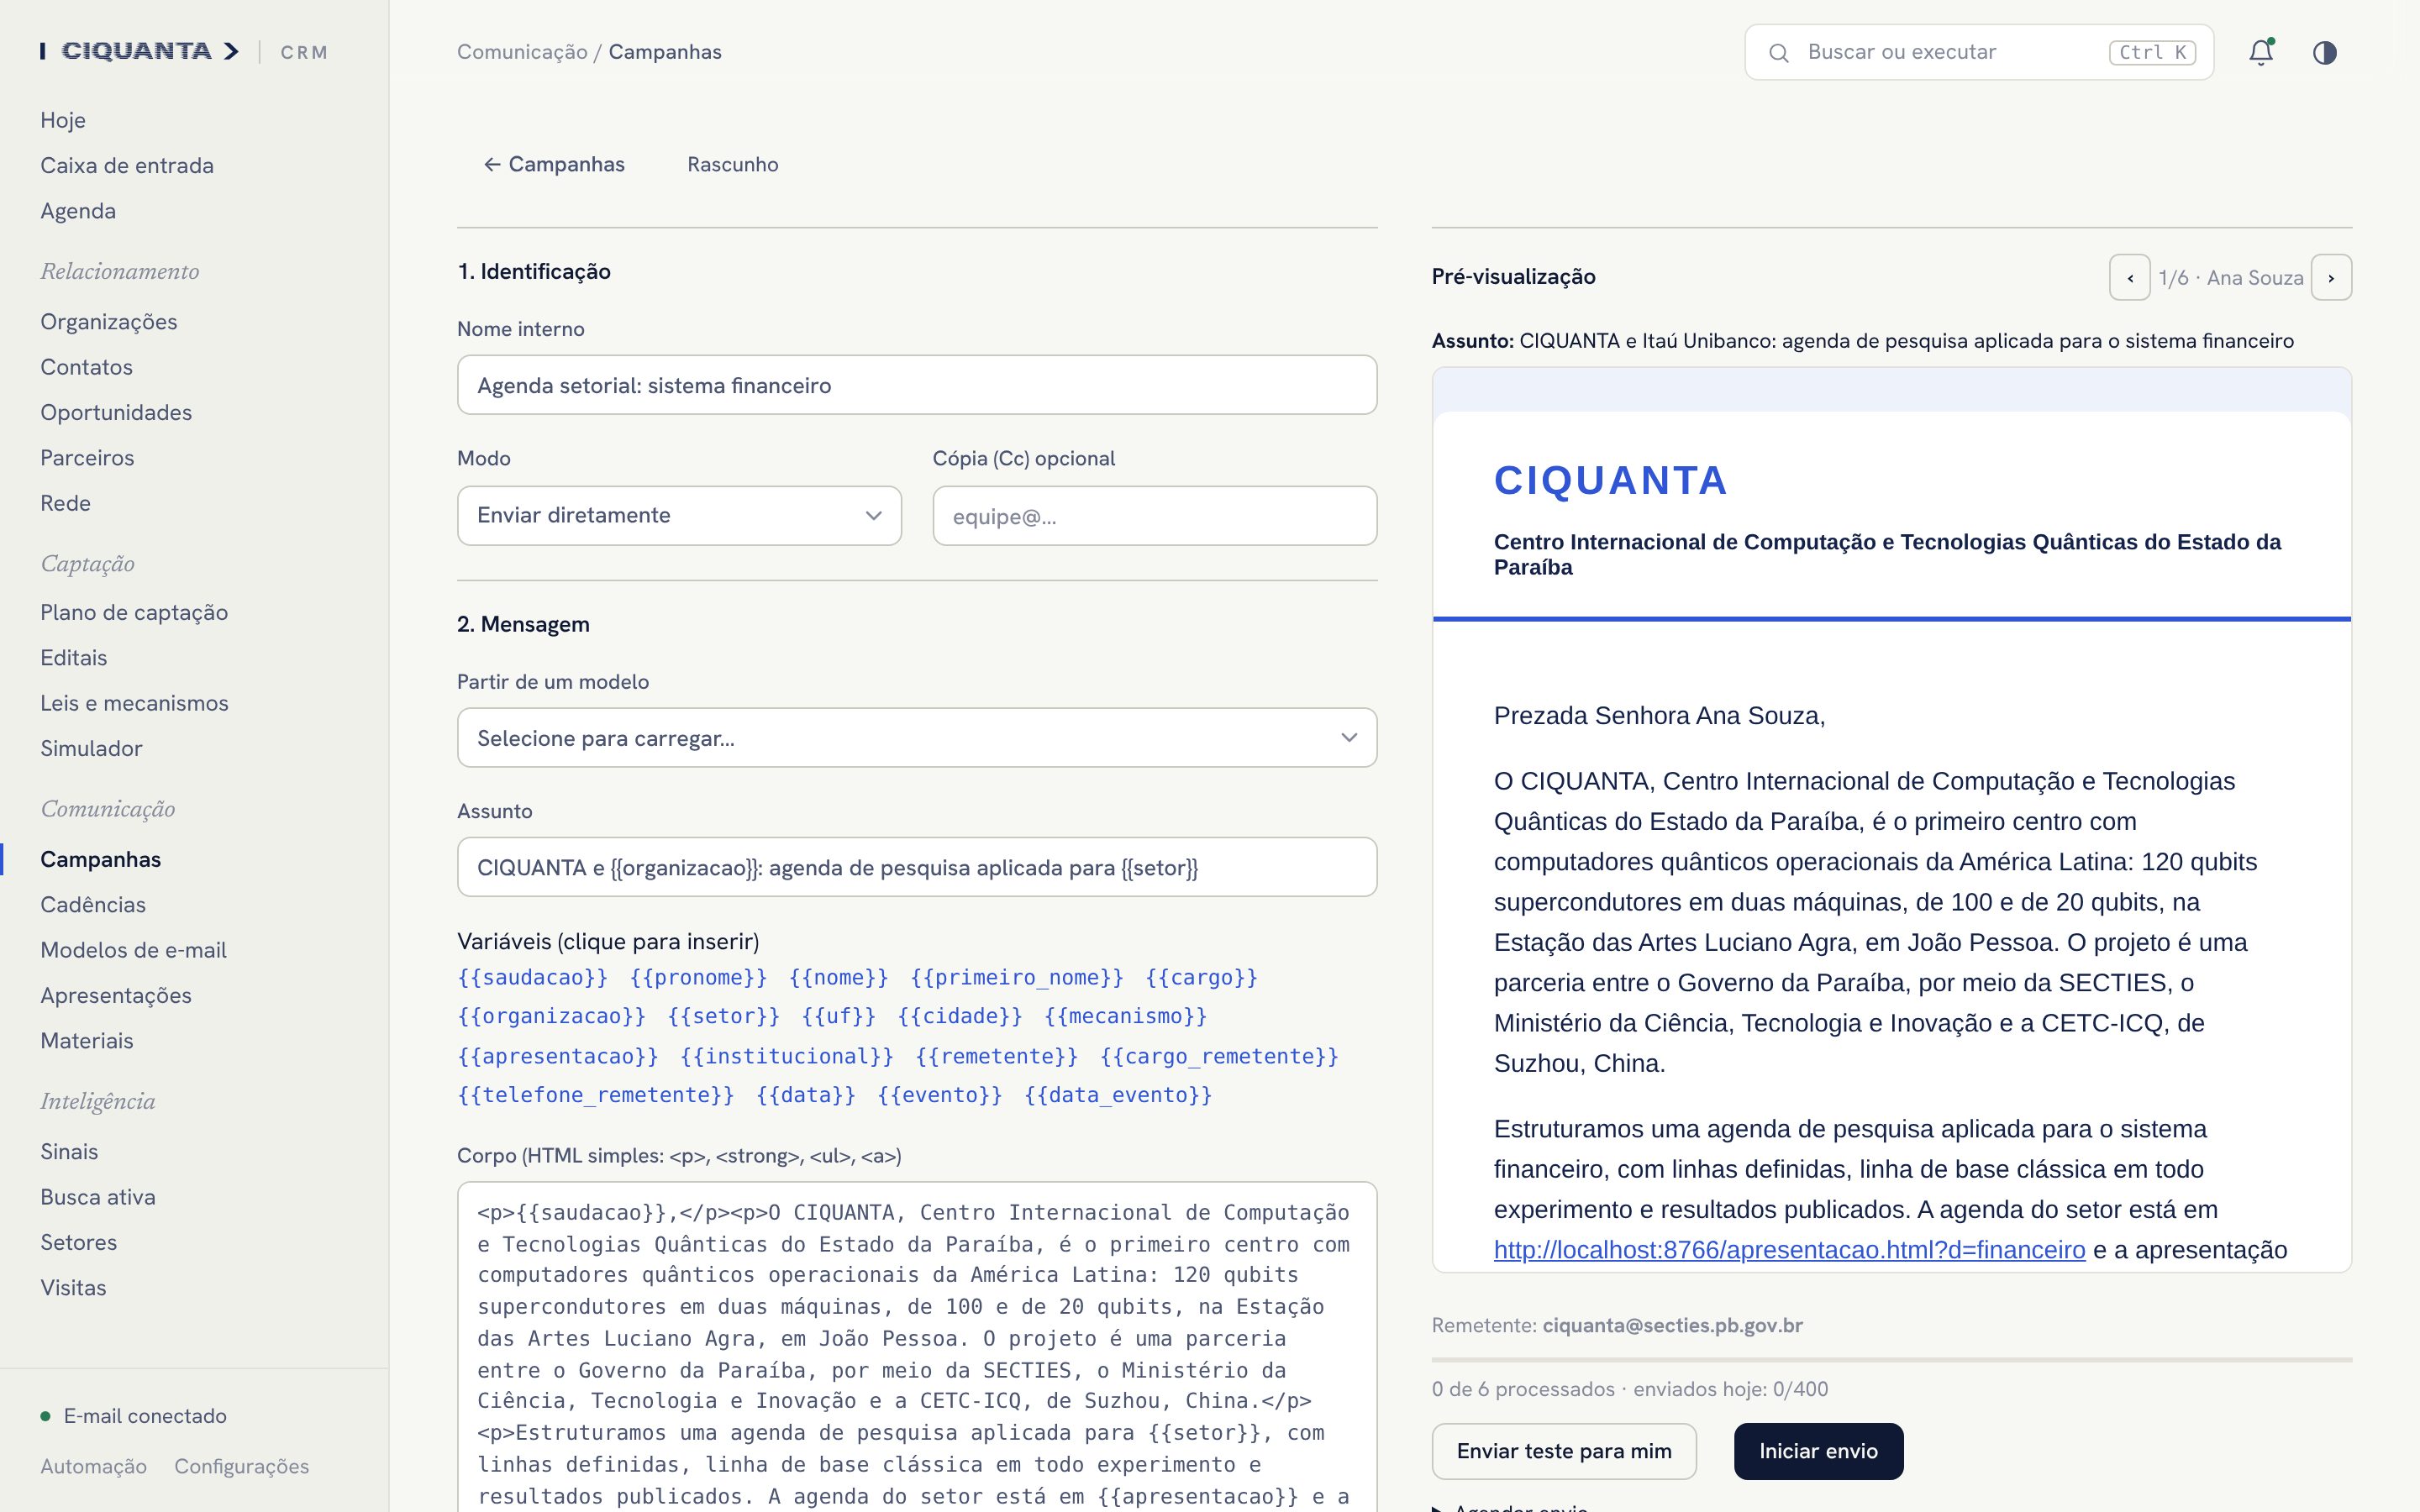 CIQUANTA
CRM
Hoje
Caixa de entrada
Agenda
Relacionamento
Organizações
Contatos
Oportunidades
Parceiros
Rede
Captação
Plano de captação
Editais
Leis e mecanismos
Simulador
Comunicação
Campanhas
Cadências
Modelos de e-mail
Apresentações
Materiais
Inteligência
Sinais
Busca ativa
Setores
Visitas
E-mail conectado
Automação Configurações
Comunicação / Campanhas
Buscar ou executar Ctrl K
← Campanhas Rascunho
1. Identificação
Nome interno
Agenda setorial: sistema financeiro
Modo
Enviar diretamente
Cópia (Cc) opcional
equipe@...
2. Mensagem
Partir de um modelo
Selecione para carregar...
Assunto
CIQUANTA e {{organizacao}}: agenda de pesquisa aplicada para {{setor}}
Variáveis (clique para inserir)
{{saudacao}} {{pronome}} {{nome}} {{primeiro_nome}} {{cargo}}
{{organizacao}} {{setor}} {{uf}} {{cidade}} {{mecanismo}}
{{apresentacao}} {{institucional}} {{remetente}} {{cargo_remetente}}
{{telefone_remetente}} {{data}} {{evento}} {{data_evento}}
Corpo (HTML simples: <p>, <strong>, <ul>, <a>)
<p>{{saudacao}},</p><p>O CIQUANTA, Centro Internacional de Computação
e Tecnologias Quânticas do Estado da Paraíba, é o primeiro centro com
computadores quânticos operacionais da América Latina: 120 qubits
supercondutores em duas máquinas, de 100 e de 20 qubits, na Estação
das Artes Luciano Agra, em João Pessoa. O projeto é uma parceria
entre o Governo da Paraíba, por meio da SECTIES, o Ministério da
Ciência, Tecnologia e Inovação e a CETC-ICQ, de Suzhou, China.</p>
<p>Estruturamos uma agenda de pesquisa aplicada para {{setor}}, com
linhas definidas, linha de base clássica em todo experimento e
resultados publicados. A agenda do setor está em {{apresentacao}} e a
Pré-visualização
‹ 1/6 · Ana Souza ›
Assunto: CIQUANTA e Itaú Unibanco: agenda de pesquisa aplicada para o sistema financeiro
CIQUANTA
Centro Internacional de Computação e Tecnologias Quânticas do Estado da
Paraíba
Prezada Senhora Ana Souza,
O CIQUANTA, Centro Internacional de Computação e Tecnologias
Quânticas do Estado da Paraíba, é o primeiro centro com
computadores quânticos operacionais da América Latina: 120 qubits
supercondutores em duas máquinas, de 100 e de 20 qubits, na
Estação das Artes Luciano Agra, em João Pessoa. O projeto é uma
parceria entre o Governo da Paraíba, por meio da SECTIES, o
Ministério da Ciência, Tecnologia e Inovação e a CETC-ICQ, de
Suzhou, China.
Estruturamos uma agenda de pesquisa aplicada para o sistema
financeiro, com linhas definidas, linha de base clássica em todo
experimento e resultados publicados. A agenda do setor está em
http://localhost:8766/apresentacao.html?d=financeiro e a apresentação
Remetente: ciquanta@secties.pb.gov.br
0 de 6 processados · enviados hoje: 0/400
Enviar teste para mim
Iniciar envio
Agendar envio